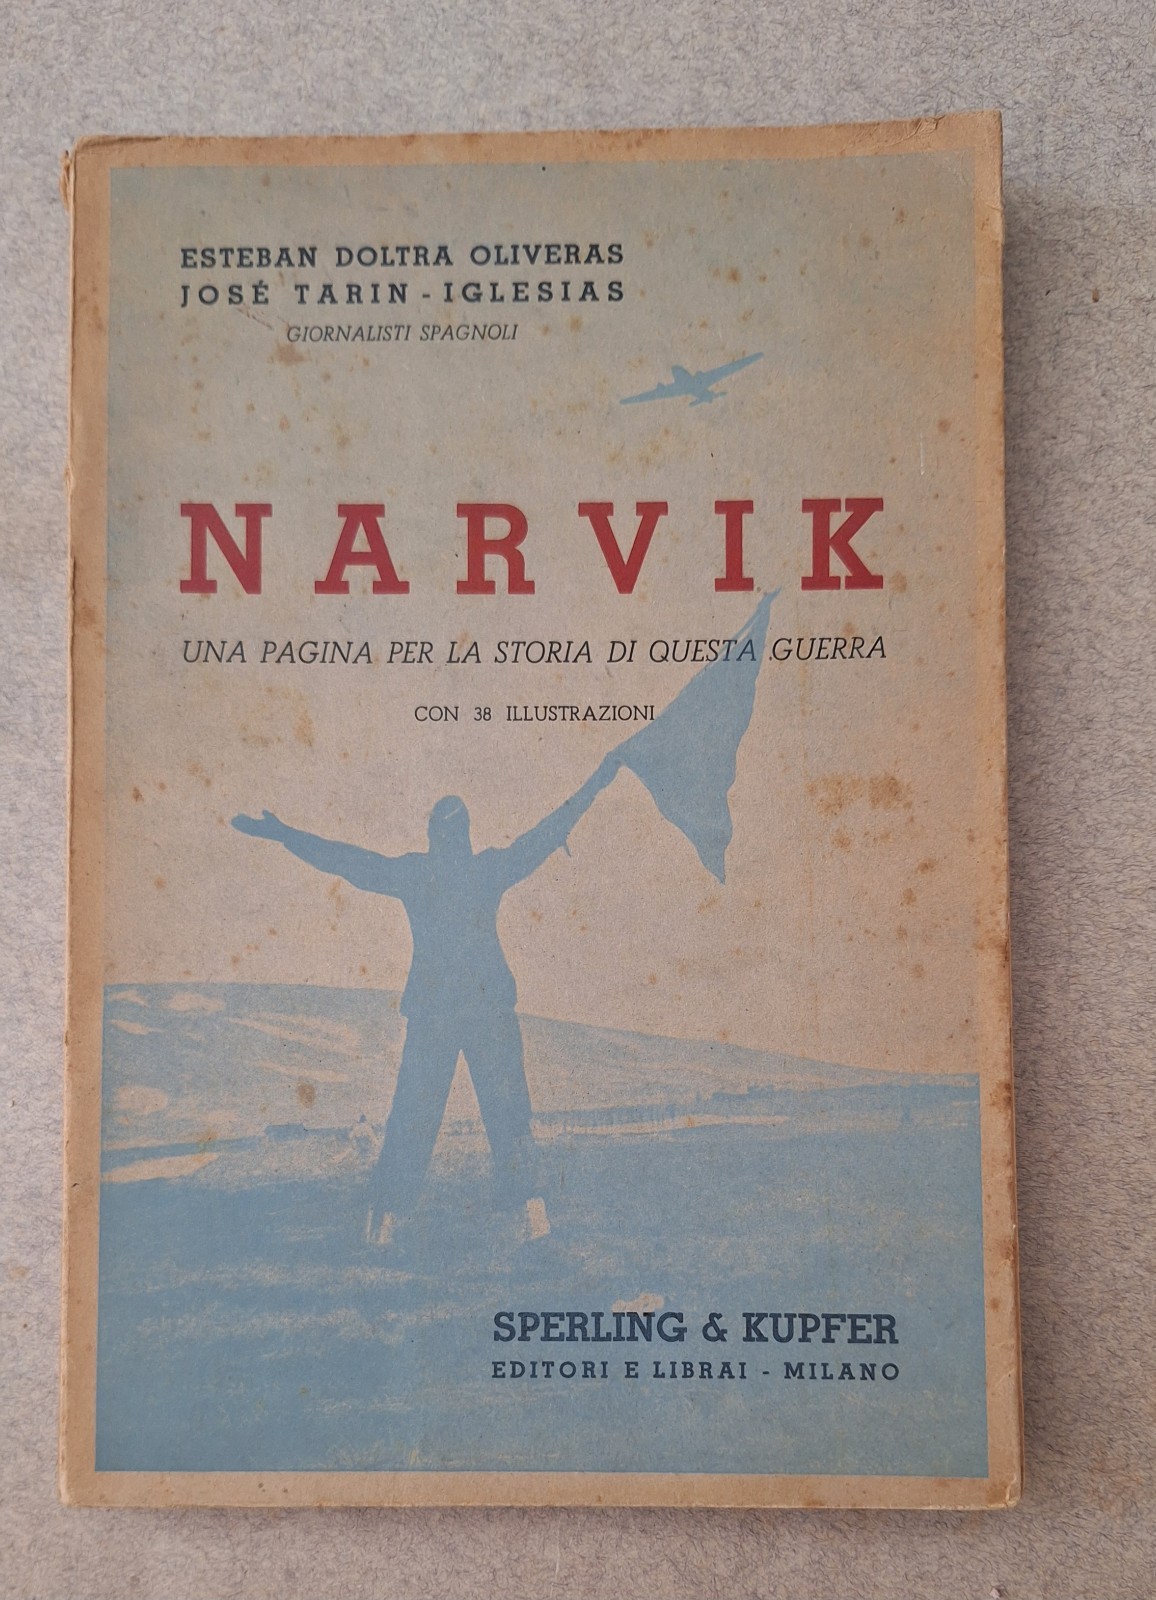 ESTEBAN DOLTRA OLIVERAS
JOSÉ TARIN - IGLESIAS
GIORNALISTI SPAGNOLI
NARVIK
UNA PAGINA PER LA STORIA DI QUESTA GUERRA
CON 38 ILLUSTRAZIONI
SPERLING & KUPFER
EDITORI E LIBRAI - MILANO